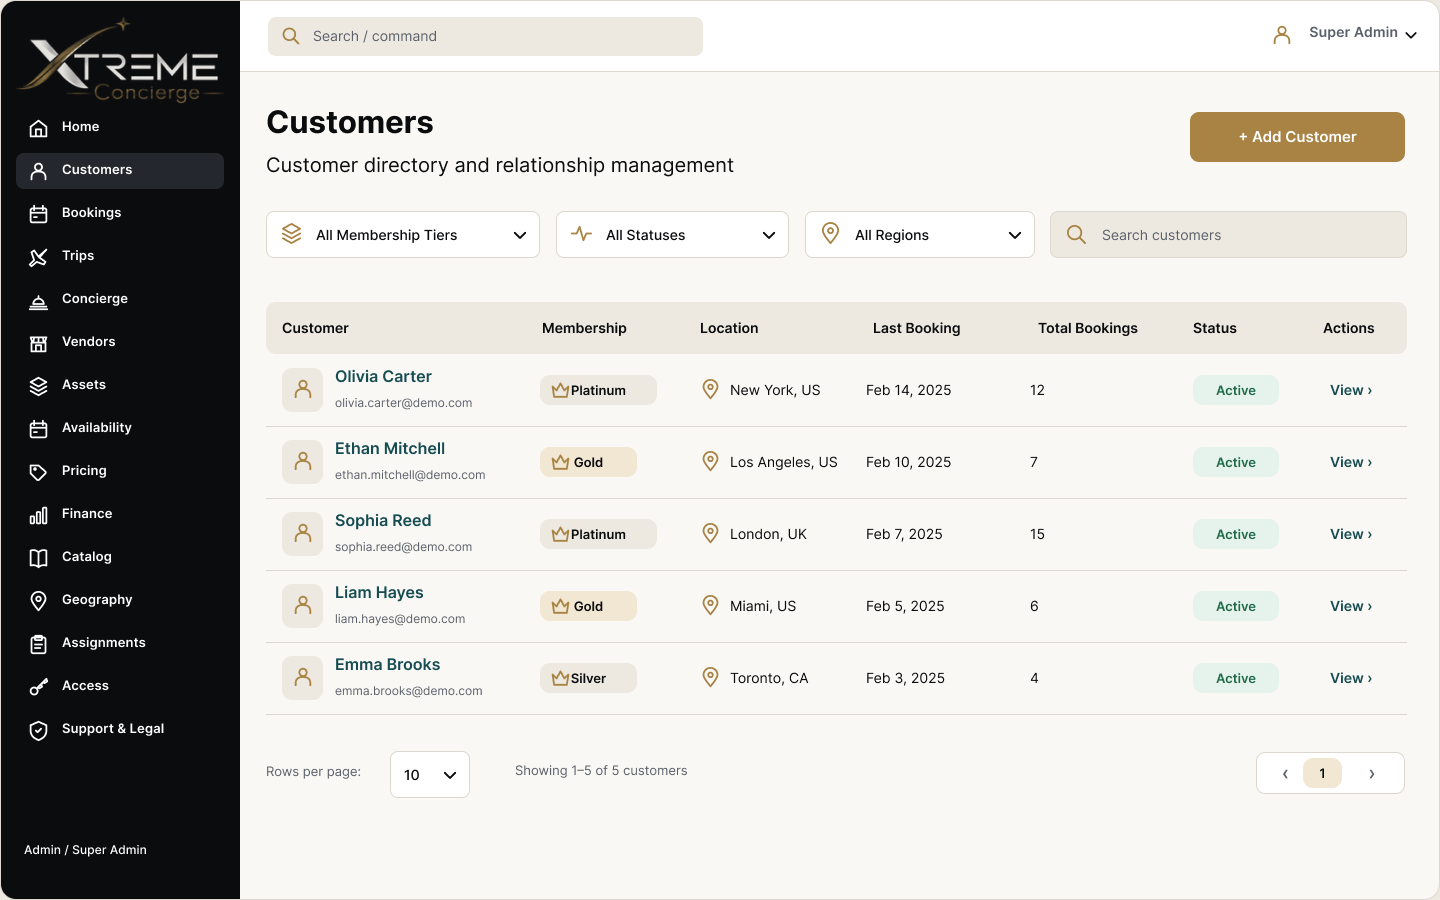 XTREME
Concierge
Home
Customers
Bookings
Trips
Concierge
Vendors
Assets
Availability
Pricing
Finance
Catalog
Geography
Assignments
Access
Support & Legal
Admin / Super Admin
Search / command
Super Admin
Customers
Customer directory and relationship management
+ Add Customer
All Membership Tiers
All Statuses
All Regions
Search customers
Customer Membership Location Last Booking Total Bookings Status Actions
Olivia Carter
olivia.carter@demo.com
Platinum New York, US Feb 14, 2025 12 Active View ›
Ethan Mitchell
ethan.mitchell@demo.com
Gold Los Angeles, US Feb 10, 2025 7 Active View ›
Sophia Reed
sophia.reed@demo.com
Platinum London, UK Feb 7, 2025 15 Active View ›
Liam Hayes
liam.hayes@demo.com
Gold Miami, US Feb 5, 2025 6 Active View ›
Emma Brooks
emma.brooks@demo.com
Silver Toronto, CA Feb 3, 2025 4 Active View ›
Rows per page: 10 Showing 1–5 of 5 customers ‹ 1 ›